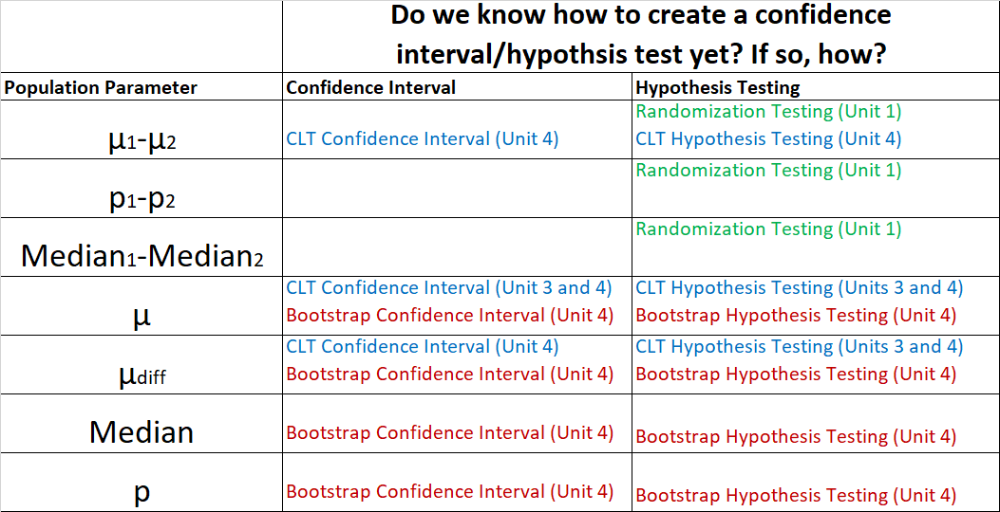 Do we know how to create a confidence
interval/hypothsis test yet? If so, how?
Population Parameter Confidence Interval Hypothesis Testing
Randomization Testing (Unit 1)
µ1-µ2 CLT Confidence Interval (Unit 4) CLT Hypothesis Testing (Unit 4)
Randomization Testing (Unit 1)
p1-p2
Randomization Testing (Unit 1)
Median1-Median2
CLT Confidence Interval (Unit 3 and 4) CLT Hypothesis Testing (Units 3 and 4)
µ Bootstrap Confidence Interval (Unit 4) Bootstrap Hypothesis Testing (Unit 4)
CLT Confidence Interval (Unit 4) CLT Hypothesis Testing (Units 3 and 4)
µdiff Bootstrap Confidence Interval (Unit 4) Bootstrap Hypothesis Testing (Unit 4)
Median Bootstrap Confidence Interval (Unit 4) Bootstrap Hypothesis Testing (Unit 4)
p Bootstrap Confidence Interval (Unit 4) Bootstrap Hypothesis Testing (Unit 4)